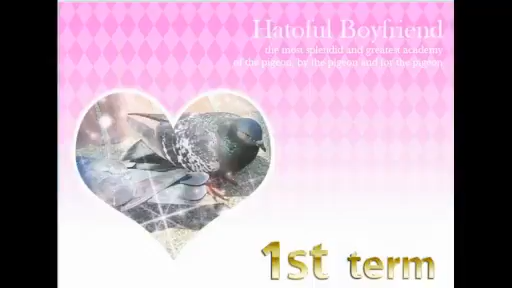 Hatoful Boyfriend
the most splendid and greatest academy
of the pigeon, by the pigeon and for the pigeon
1st term